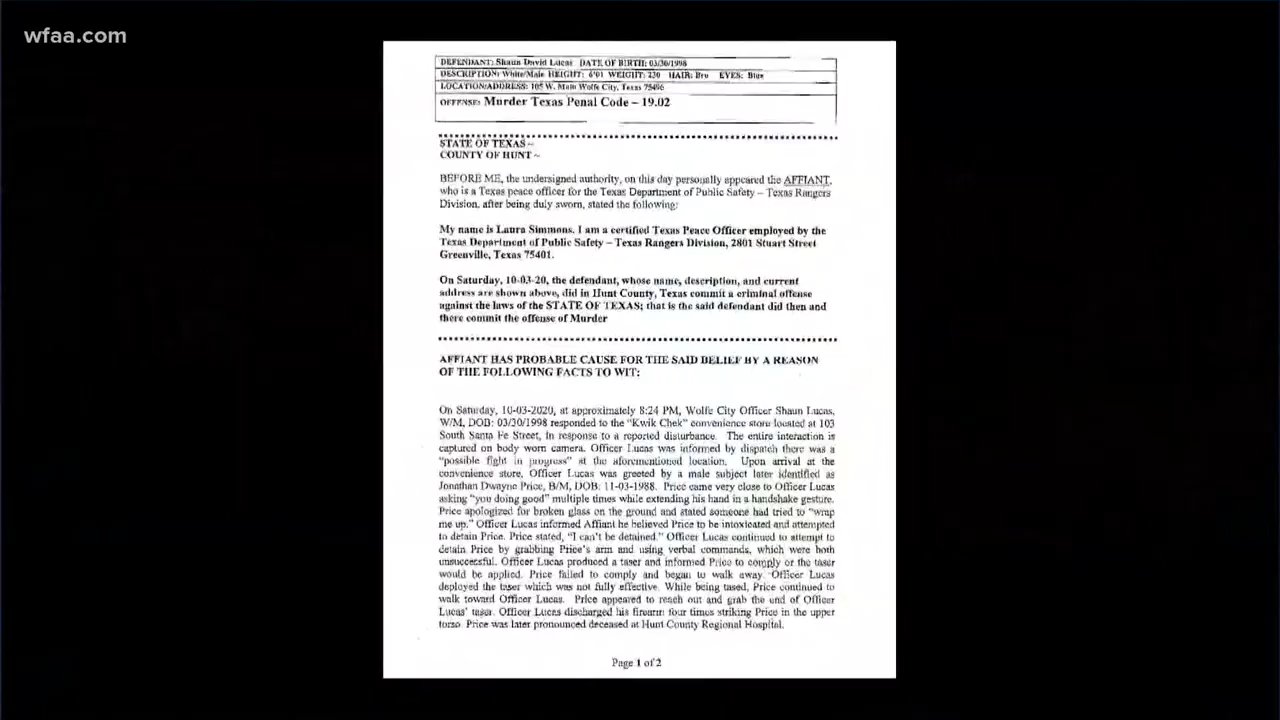 wfaa.com
DEFENDANT: Shaun David Lucas DATE OF BIRTH: 03/30/1998
DESCRIPTION: White/Male HEIGHT: 6'01 WEIGHT: 230 HAIR: Bro EYES: Blue
LOCATION/ADDRESS: 105 W. Main Wolfe City, Texas 75496
OFFENSE: Murder Texas Penal Code – 19.02
STATE OF TEXAS~
COUNTY OF HUNT ~
BEFORE ME, the undersigned authority, on this day personally appeared the AFFIANT,
who is a Texas peace officer for the Texas Department of Public Safety – Texas Rangers
Division, after being duly sworn, stated the following:
My name is Laura Simmons. I am a certified Texas Peace Officer employed by the
Texas Department of Public Safety – Texas Rangers Division, 2801 Stuart Street
Greenville, Texas 75401.
On Saturday, 10-03-20, the defendant, whose name, description, and current
address are shown above, did in Hunt County, Texas commit a criminal offense
against the laws of the STATE OF TEXAS; that is the said defendant did then and
there commit the offense of Murder
AFFIANT HAS PROBABLE CAUSE FOR THE SAID BELIEF BY A REASON
OF THE FOLLOWING FACTS TO WIT:
On Saturday, 10-03-2020, at approximately 8:24 PM, Wolfe City Officer Shaun Lucas,
W/M, DOB: 03/30/1998 responded to the "Kwik Chek" convenience store located at 103
South Santa Fe Street, in response to a reported disturbance. The entire interaction is
captured on body worn camera. Officer Lucas was informed by dispatch there was a
"possible fight in progress" at the aforementioned location. Upon arrival at the
convenience store, Officer Lucas was greeted by a male subject later identified as
Jonathan Dwayne Price, B/M, DOB: 11-03-1988. Price came very close to Officer Lucas
asking "you doing good" multiple times while extending his hand in a handshake gesture.
Price apologized for broken glass on the ground and stated someone had tried to "wrap
me up." Officer Lucas informed Affiant he believed Price to be intoxicated and attempted
to detain Price. Price stated, "I can't be detained." Officer Lucas continued to attempt to
detain Price by grabbing Price's arm and using verbal commands, which were both
unsuccessful. Officer Lucas produced a taser and informed Price to comply or the taser
would be applied. Price failed to comply and began to walk away. Officer Lucas
deployed the taser which was not fully effective. While being tased, Price continued to
walk toward Officer Lucas. Price appeared to reach out and grab the end of Officer
Lucas' taser. Officer Lucas discharged his firearm four times striking Price in the upper
torso. Price was later pronounced deceased at Hunt County Regional Hospital.
Page 1 of 2